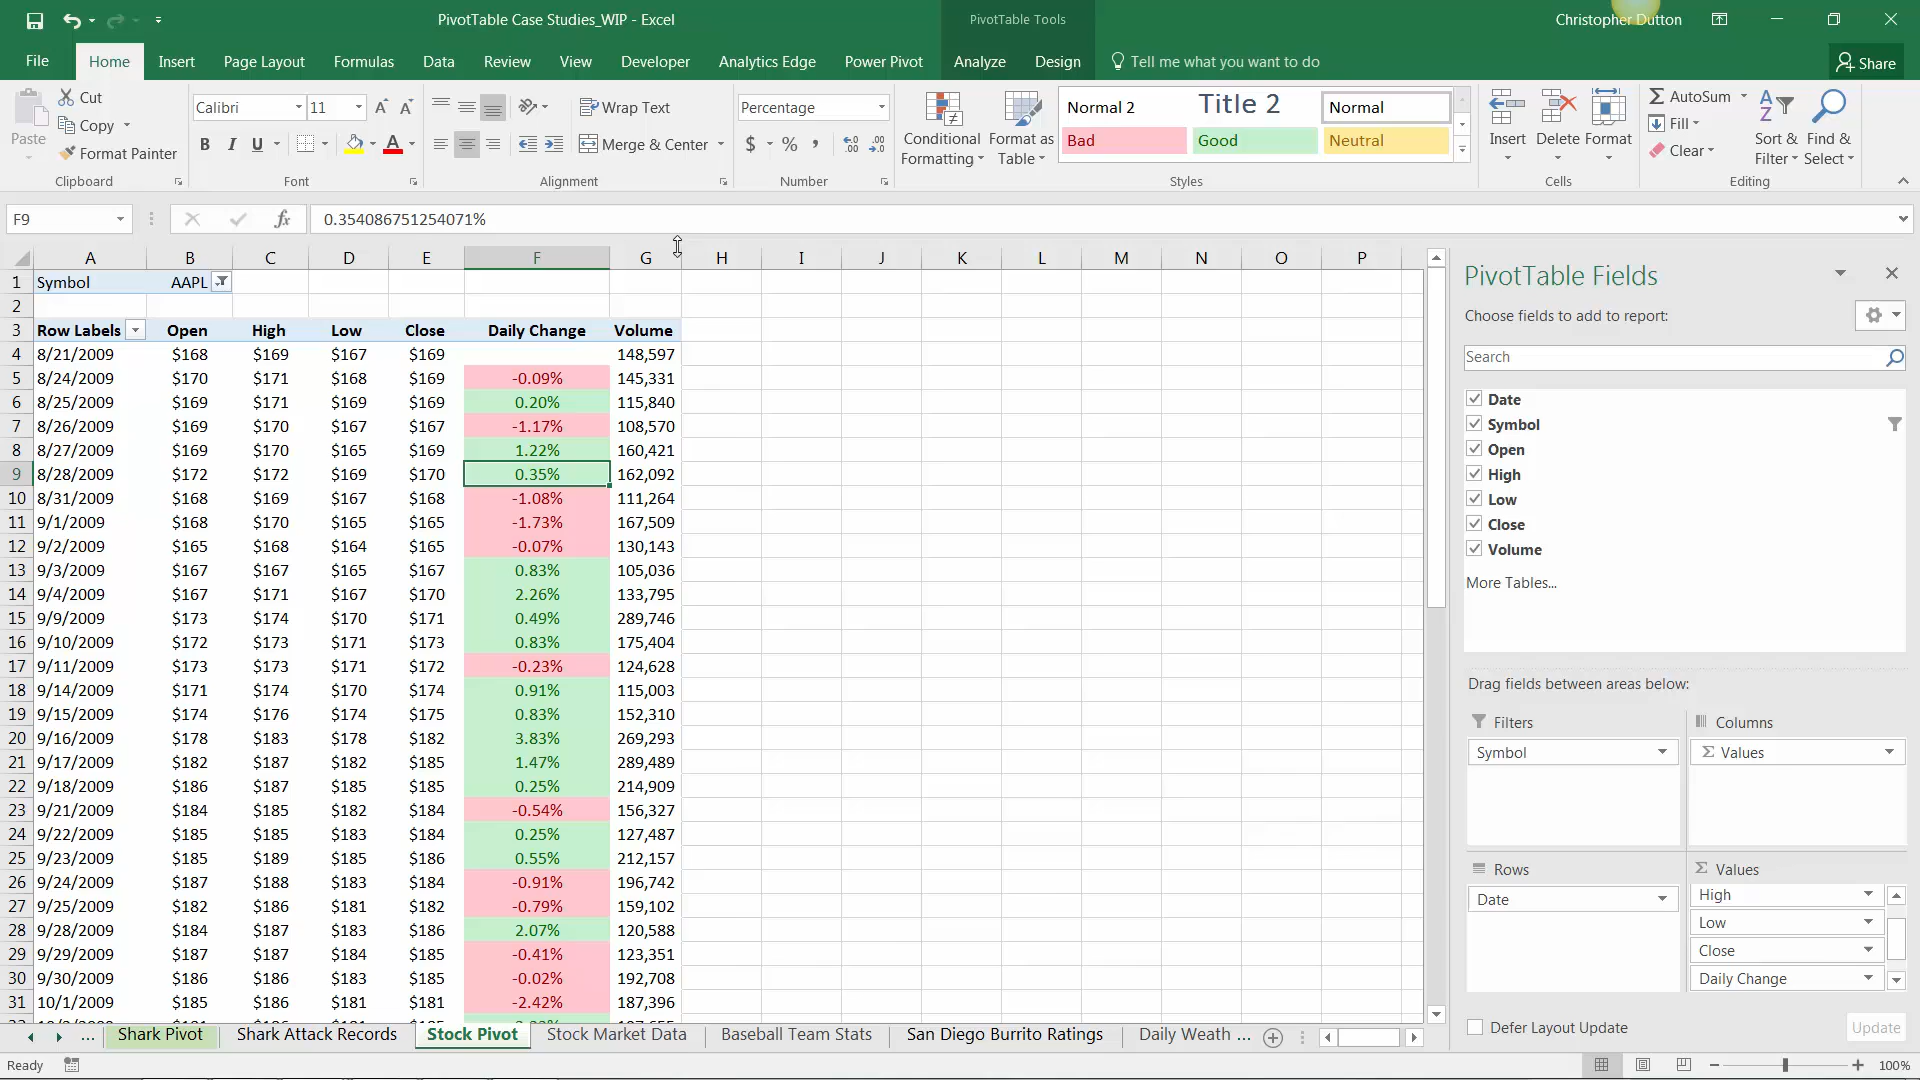 PivotTable Case Studies_WIP - Excel
PivotTable Tools
Christopher Dutton
File Home Insert Page Layout Formulas Data Review View Developer Analytics Edge Power Pivot Analyze Design Tell me what you want to do Share
Paste
Cut
Copy
Format Painter
Clipboard
Calibri 11
B I U
Font
Wrap Text
Merge & Center
Alignment
Percentage
$ % ,
Number
Conditional Formatting
Format as Table
Normal 2 Title 2 Normal
Bad Good Neutral
Styles
Insert Delete Format
Cells
AutoSum
Fill
Clear
Sort & Filter
Find & Select
Editing
F9 fx 0.354086751254071%
A B C D E F G H I J K L M N O P
1 Symbol AAPL
2
3 Row Labels Open High Low Close Daily Change Volume
4 8/21/2009 $168 $169 $167 $169 148,597
5 8/24/2009 $170 $171 $168 $169 -0.09% 145,331
6 8/25/2009 $169 $171 $169 $169 0.20% 115,840
7 8/26/2009 $169 $170 $167 $167 -1.17% 108,570
8 8/27/2009 $169 $170 $165 $169 1.22% 160,421
9 8/28/2009 $172 $172 $169 $170 0.35% 162,092
10 8/31/2009 $168 $169 $167 $168 -1.08% 111,264
11 9/1/2009 $168 $170 $165 $165 -1.73% 167,509
12 9/2/2009 $165 $168 $164 $165 -0.07% 130,143
13 9/3/2009 $167 $167 $165 $167 0.83% 105,036
14 9/4/2009 $167 $171 $167 $170 2.26% 133,795
15 9/9/2009 $173 $174 $170 $171 0.49% 289,746
16 9/10/2009 $172 $173 $171 $173 0.83% 175,404
17 9/11/2009 $173 $173 $171 $172 -0.23% 124,628
18 9/14/2009 $171 $174 $170 $174 0.91% 115,003
19 9/15/2009 $174 $176 $174 $175 0.83% 152,310
20 9/16/2009 $178 $183 $178 $182 3.83% 269,293
21 9/17/2009 $182 $187 $182 $185 1.47% 289,489
22 9/18/2009 $186 $187 $185 $185 0.25% 214,909
23 9/21/2009 $184 $185 $182 $184 -0.54% 156,327
24 9/22/2009 $185 $185 $183 $184 0.25% 127,487
25 9/23/2009 $185 $189 $185 $186 0.55% 212,157
26 9/24/2009 $187 $188 $183 $184 -0.91% 196,742
27 9/25/2009 $182 $186 $181 $182 -0.79% 159,102
28 9/28/2009 $184 $187 $183 $186 2.07% 120,588
29 9/29/2009 $187 $187 $184 $185 -0.41% 123,351
30 9/30/2009 $186 $186 $183 $185 -0.02% 192,708
31 10/1/2009 $185 $186 $181 $181 -2.42% 187,396
PivotTable Fields
Choose fields to add to report:
Search
Date
Symbol
Open
High
Low
Close
Volume
More Tables...
Drag fields between areas below:
Filters
Symbol
Columns
Σ Values
Rows
Date
Σ Values
High
Low
Close
Daily Change
Defer Layout Update Update
... Shark Pivot Shark Attack Records Stock Pivot Stock Market Data Baseball Team Stats San Diego Burrito Ratings Daily Weath ...
Ready 100%